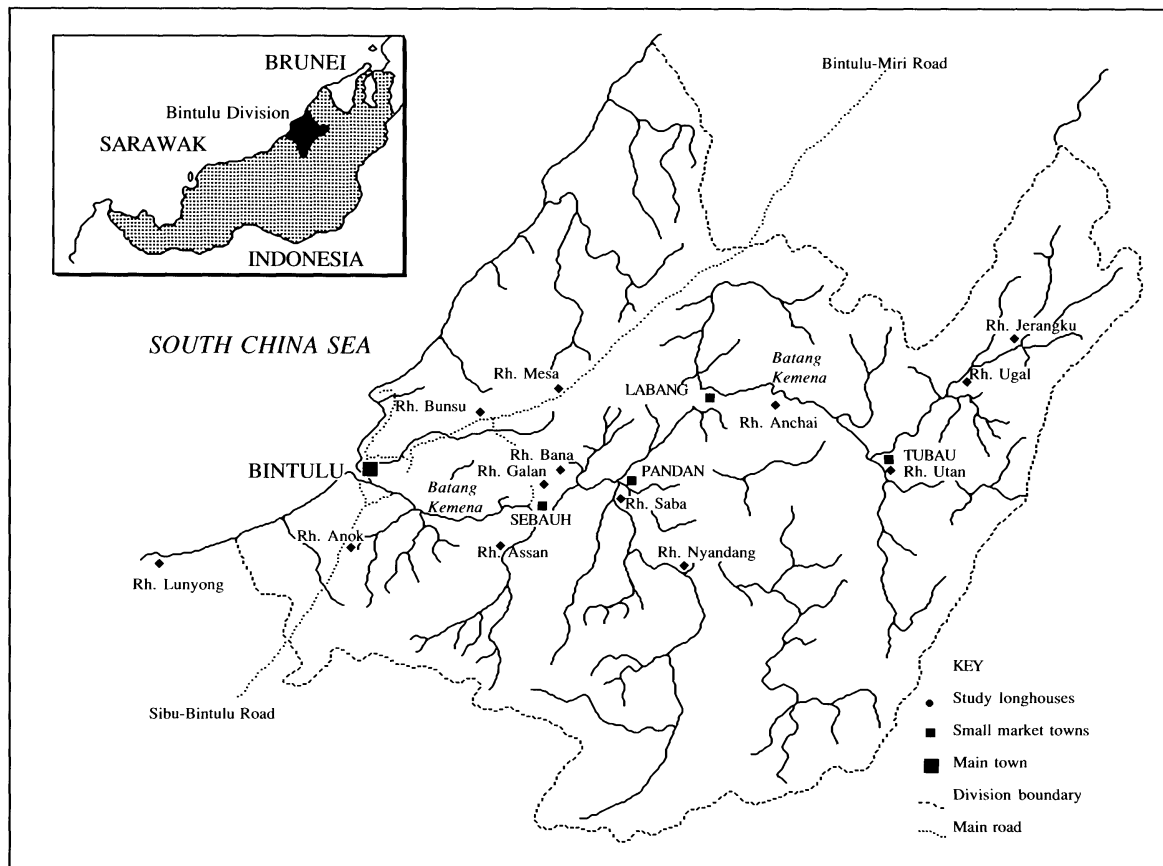 BRUNEI
Bintulu Division
SARAWAK
INDONESIA
Bintulu-Miri Road
SOUTH CHINA SEA
Rh. Jerangku
Rh. Ugal
Batang
Kemena
Rh. Mesa
LABANG
Rh. Bunsu
Rh. Anchai
Rh. Bana
TUBAU
BINTULU
Rh. Galan
PANDAN
Rh. Utan
Batang
Kemena
Rh. Saba
SEBAUH
Rh. Anok
Rh. Assan
Rh. Nyandang
Rh. Lunyong
Sibu-Bintulu Road
KEY
Study longhouses
Small market towns
Main town
Division boundary
Main road